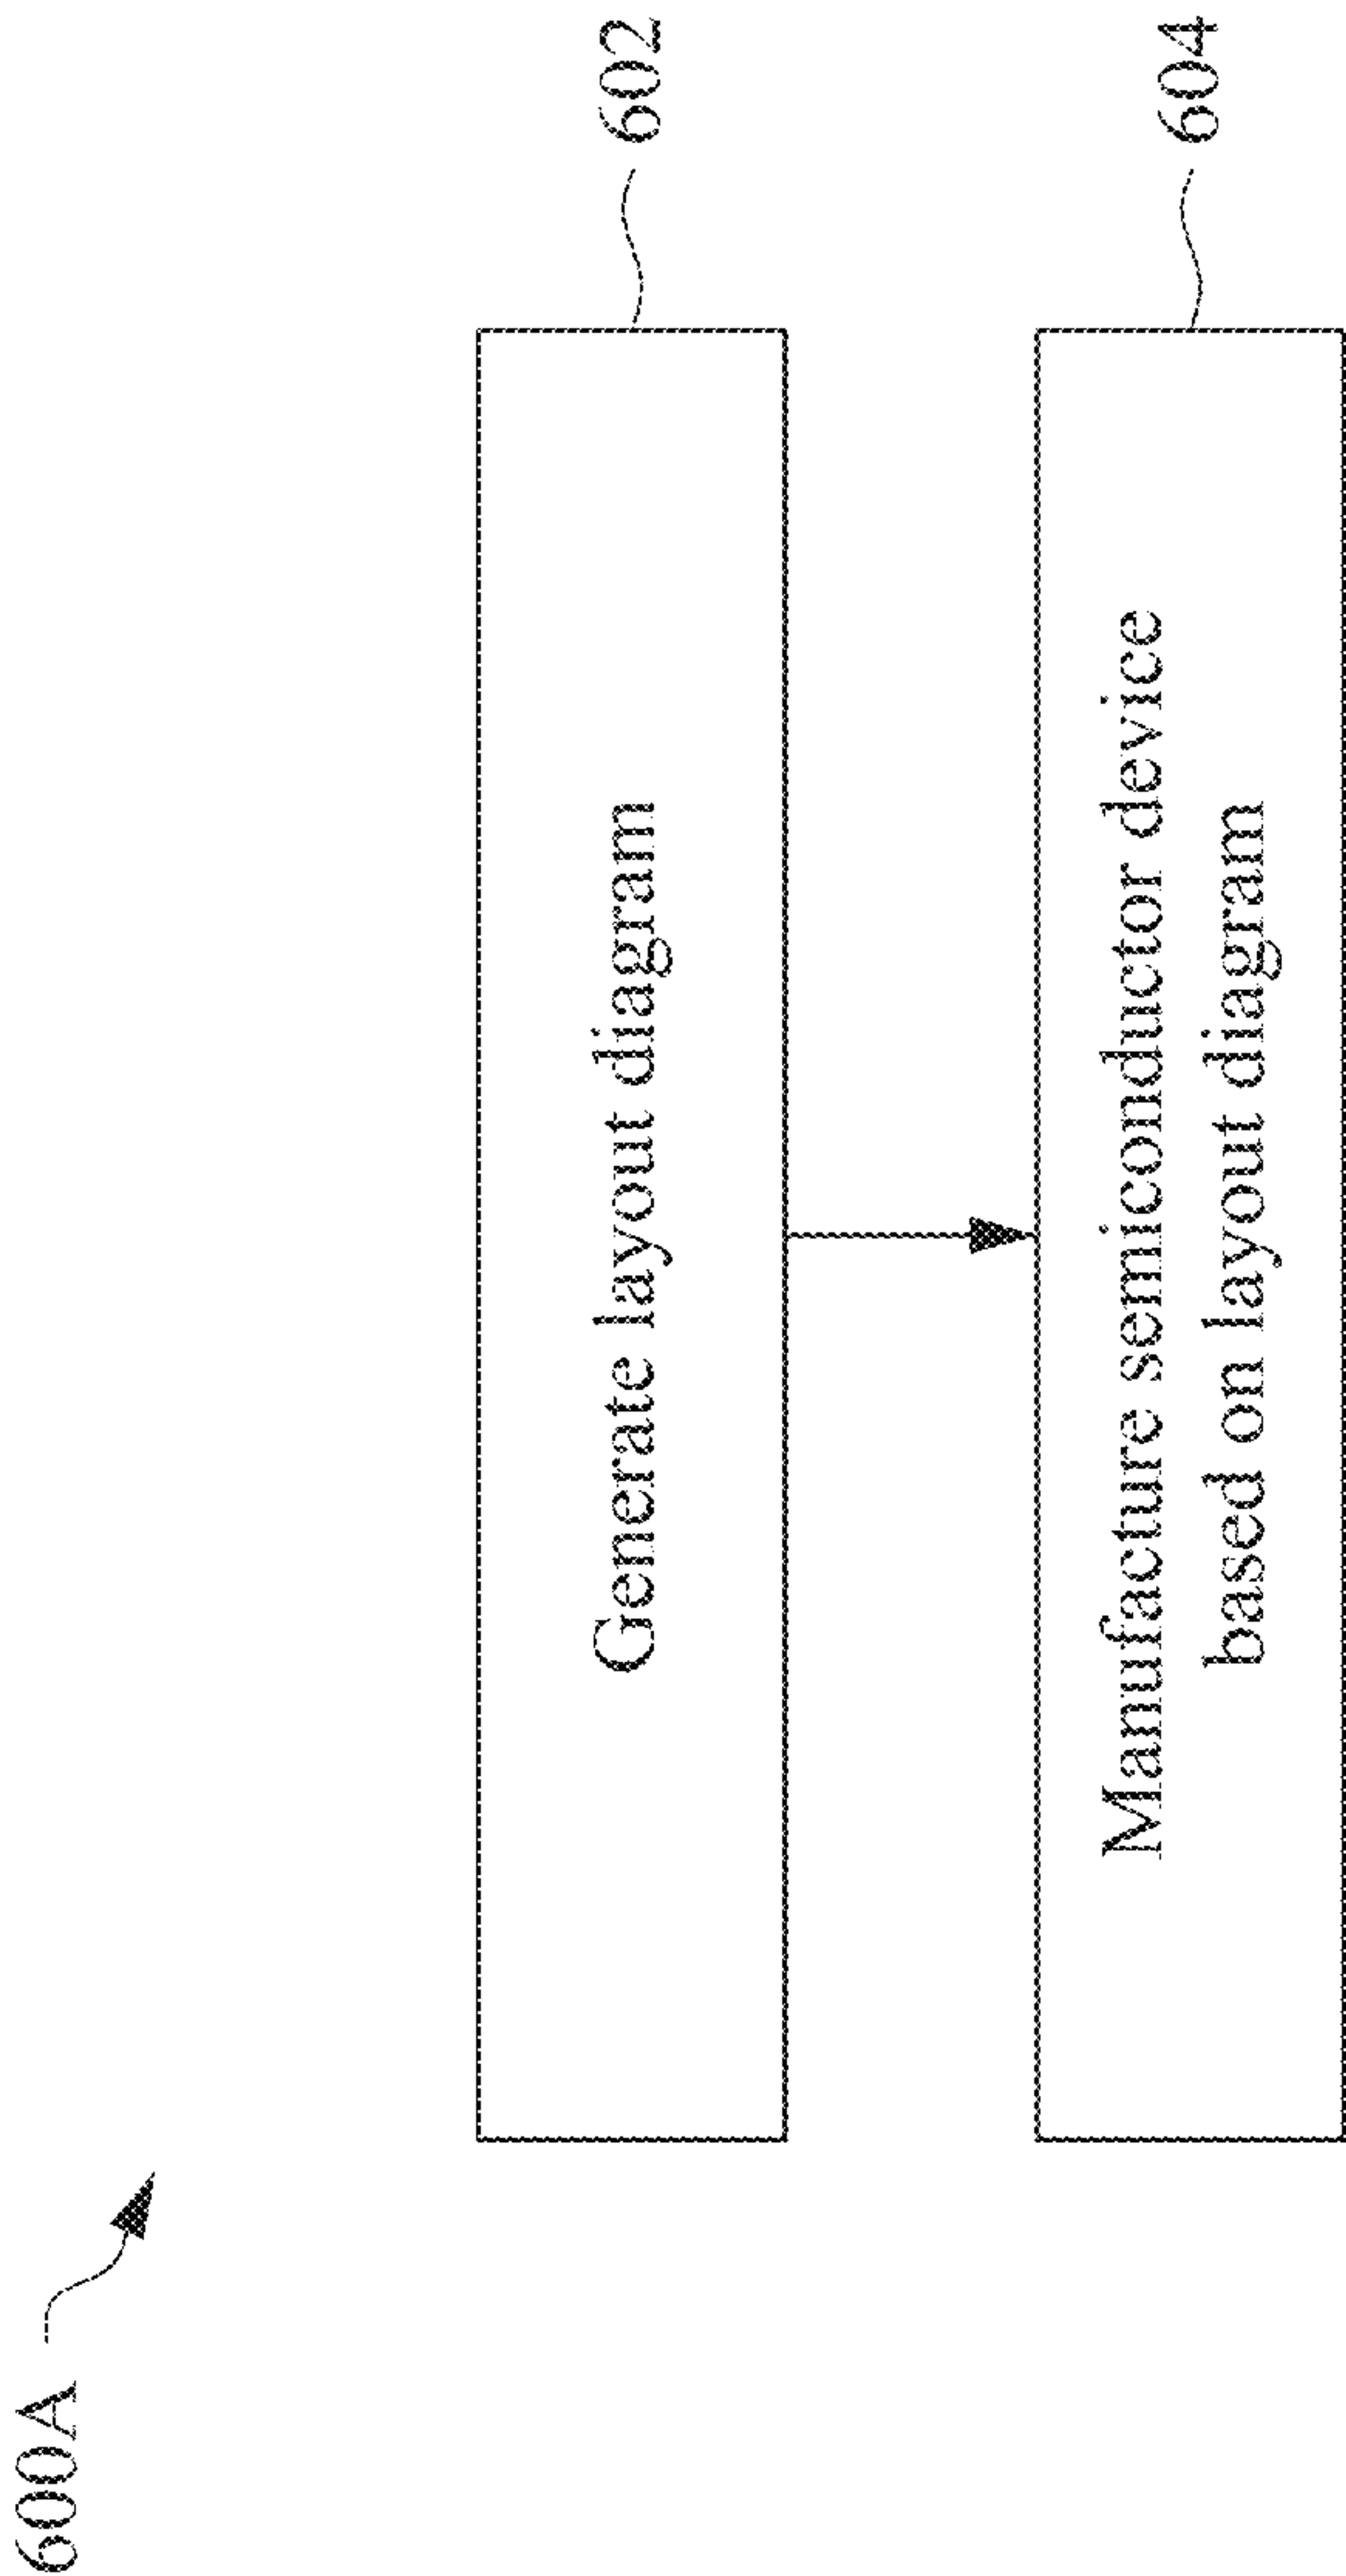 600A
Generate layout diagram
602
Manufacture semiconductor device
based on layout diagram
604